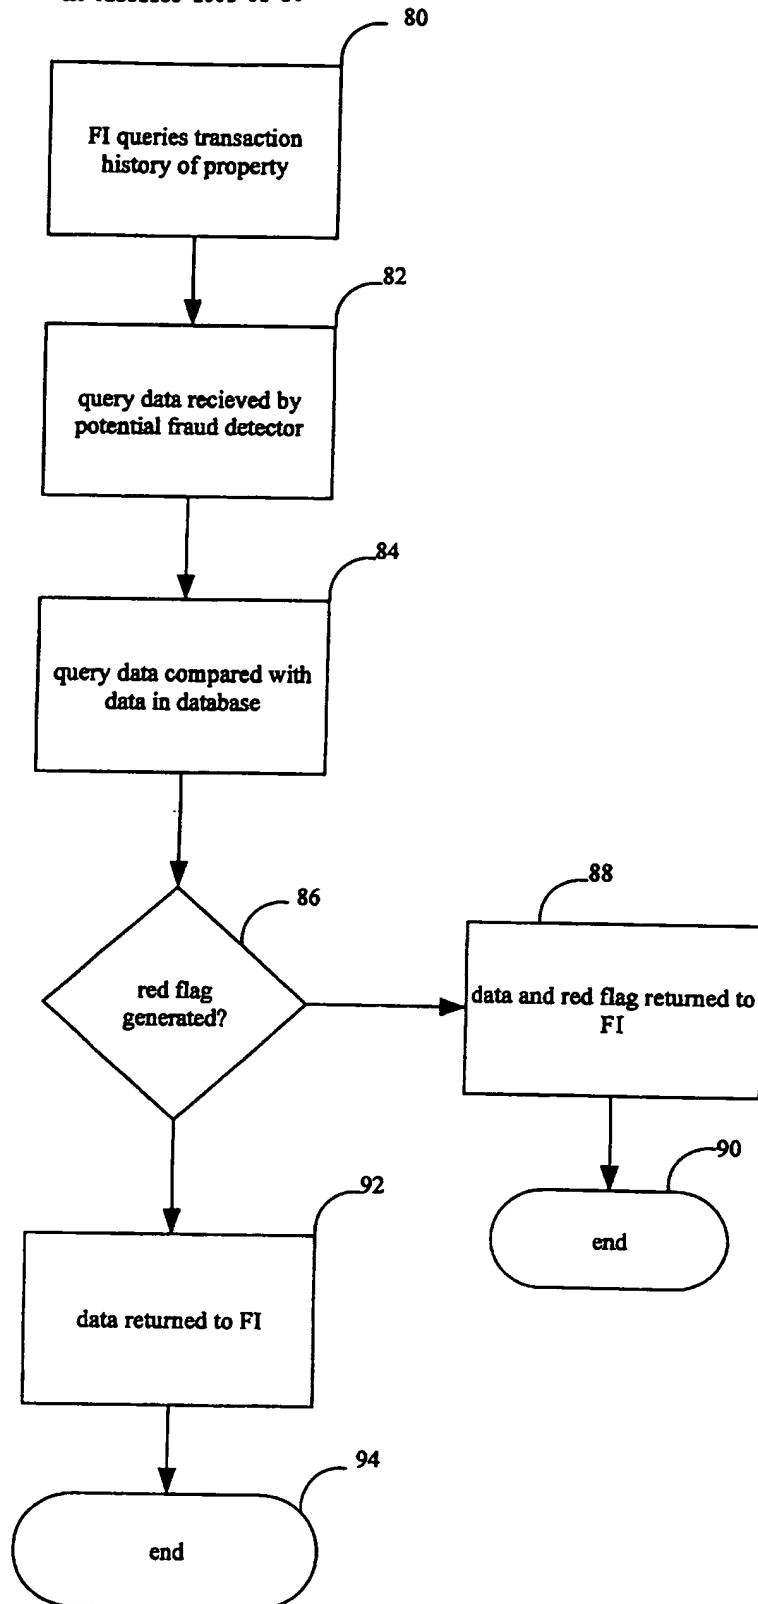 80
FI queries transaction
history of property
82
query data recieved by
potential fraud detector
84
query data compared with
data in database
86
red flag
generated?
88
data and red flag returned to
FI
90
end
92
data returned to FI
94
end